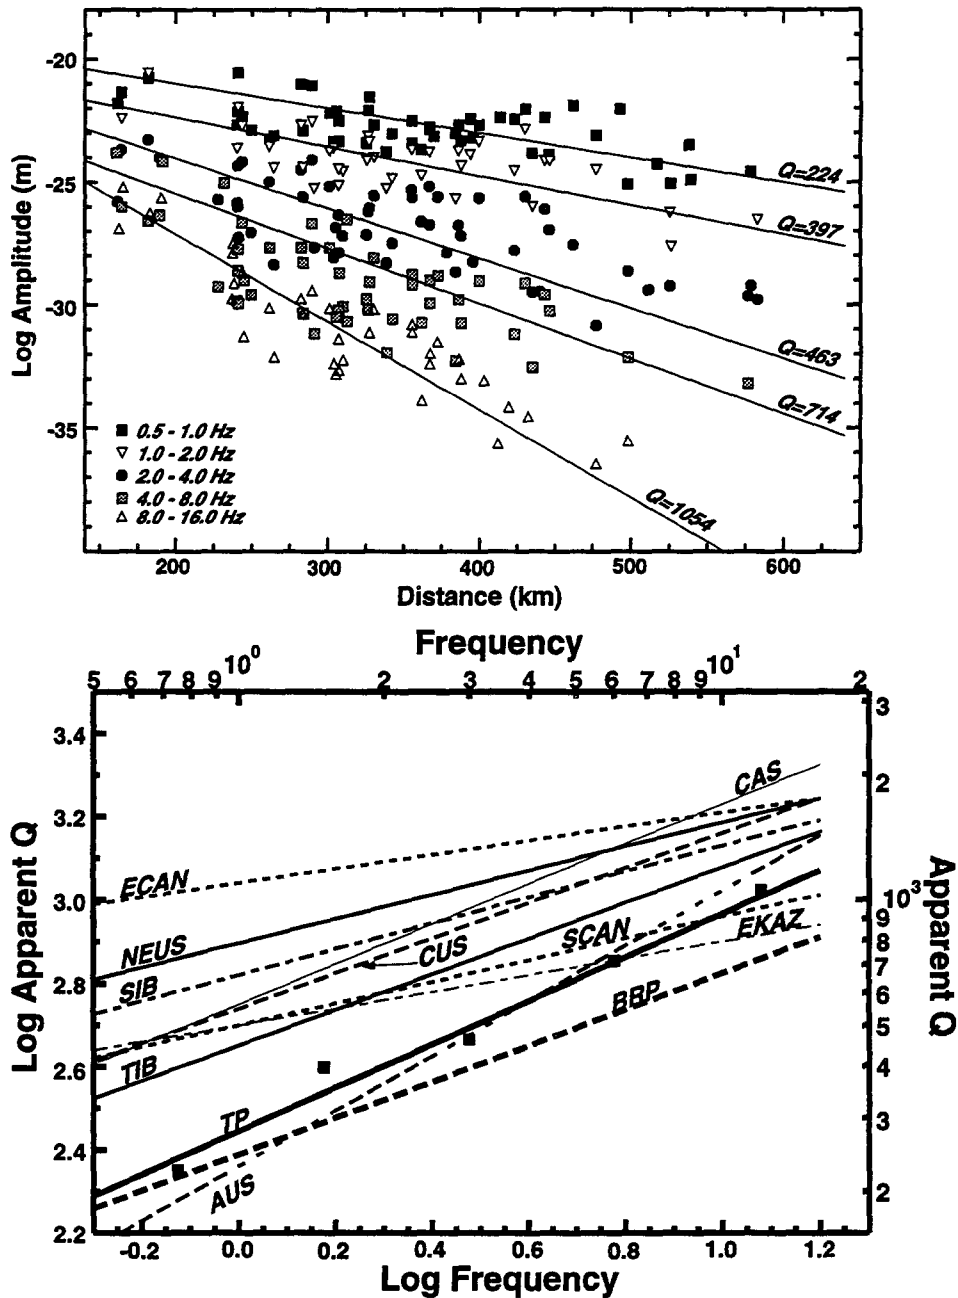 -20
-25
-30
-35
Log Amplitude (m)
Q=224
Q=397
Q=463
Q=714
Q=1054
0.5 - 1.0 Hz
1.0 - 2.0 Hz
2.0 - 4.0 Hz
4.0 - 8.0 Hz
8.0 - 16.0 Hz
200 300 400 500 600
Distance (km)
Frequency
5 6 7 8 9 10⁰ 2 3 4 5 6 7 8 9 10¹ 2
3.4
3.2
3.0
2.8
2.6
2.4
2.2
Log Apparent Q
CAS
ECAN
NEUS
SIB
CUS
SCAN
EKAZ
BRP
TIB
TP
AUS
3
2
10³
9
8
7
6
5
4
3
2
Apparent Q
-0.2 0.0 0.2 0.4 0.6 0.8 1.0 1.2
Log Frequency